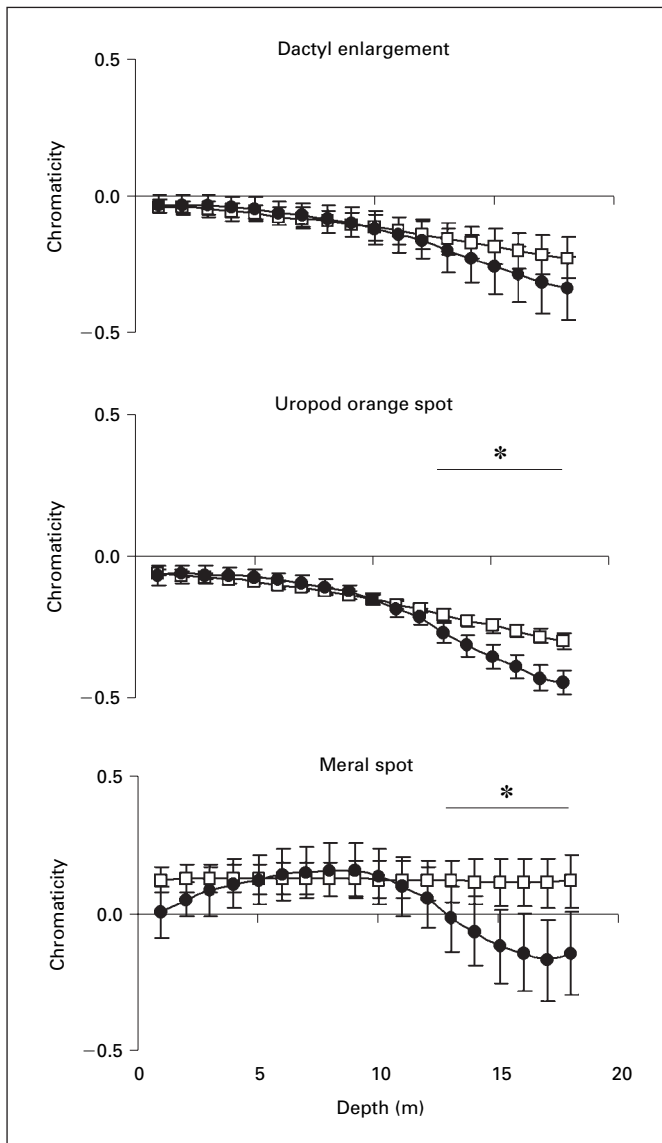 Dactyl enlargement
0.5
0.0
−0.5
Chromaticity
Uropod orange spot
0.5
0.0
−0.5
Chromaticity
*
Meral spot
0.5
0.0
−0.5
Chromaticity
*
0 5 10 15 20
Depth (m)